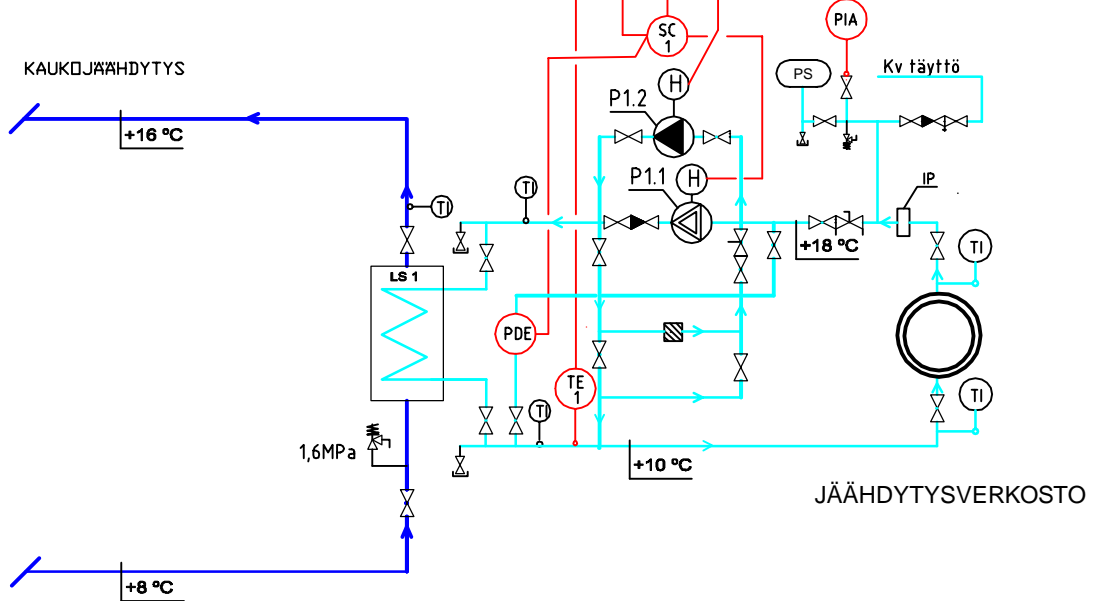 PIA
SC
1
KAUKOJÄÄHDYTYS
PS
Kv täyttö
H
P1.2
+16 ºC
P1.1
H
IP
TI
TI
+18 ºC
TI
LS 1
PDE
TE
1
TI
TI
1,6MPa
+10 ºC
JÄÄHDYTYSVERKOSTO
+8 ºC